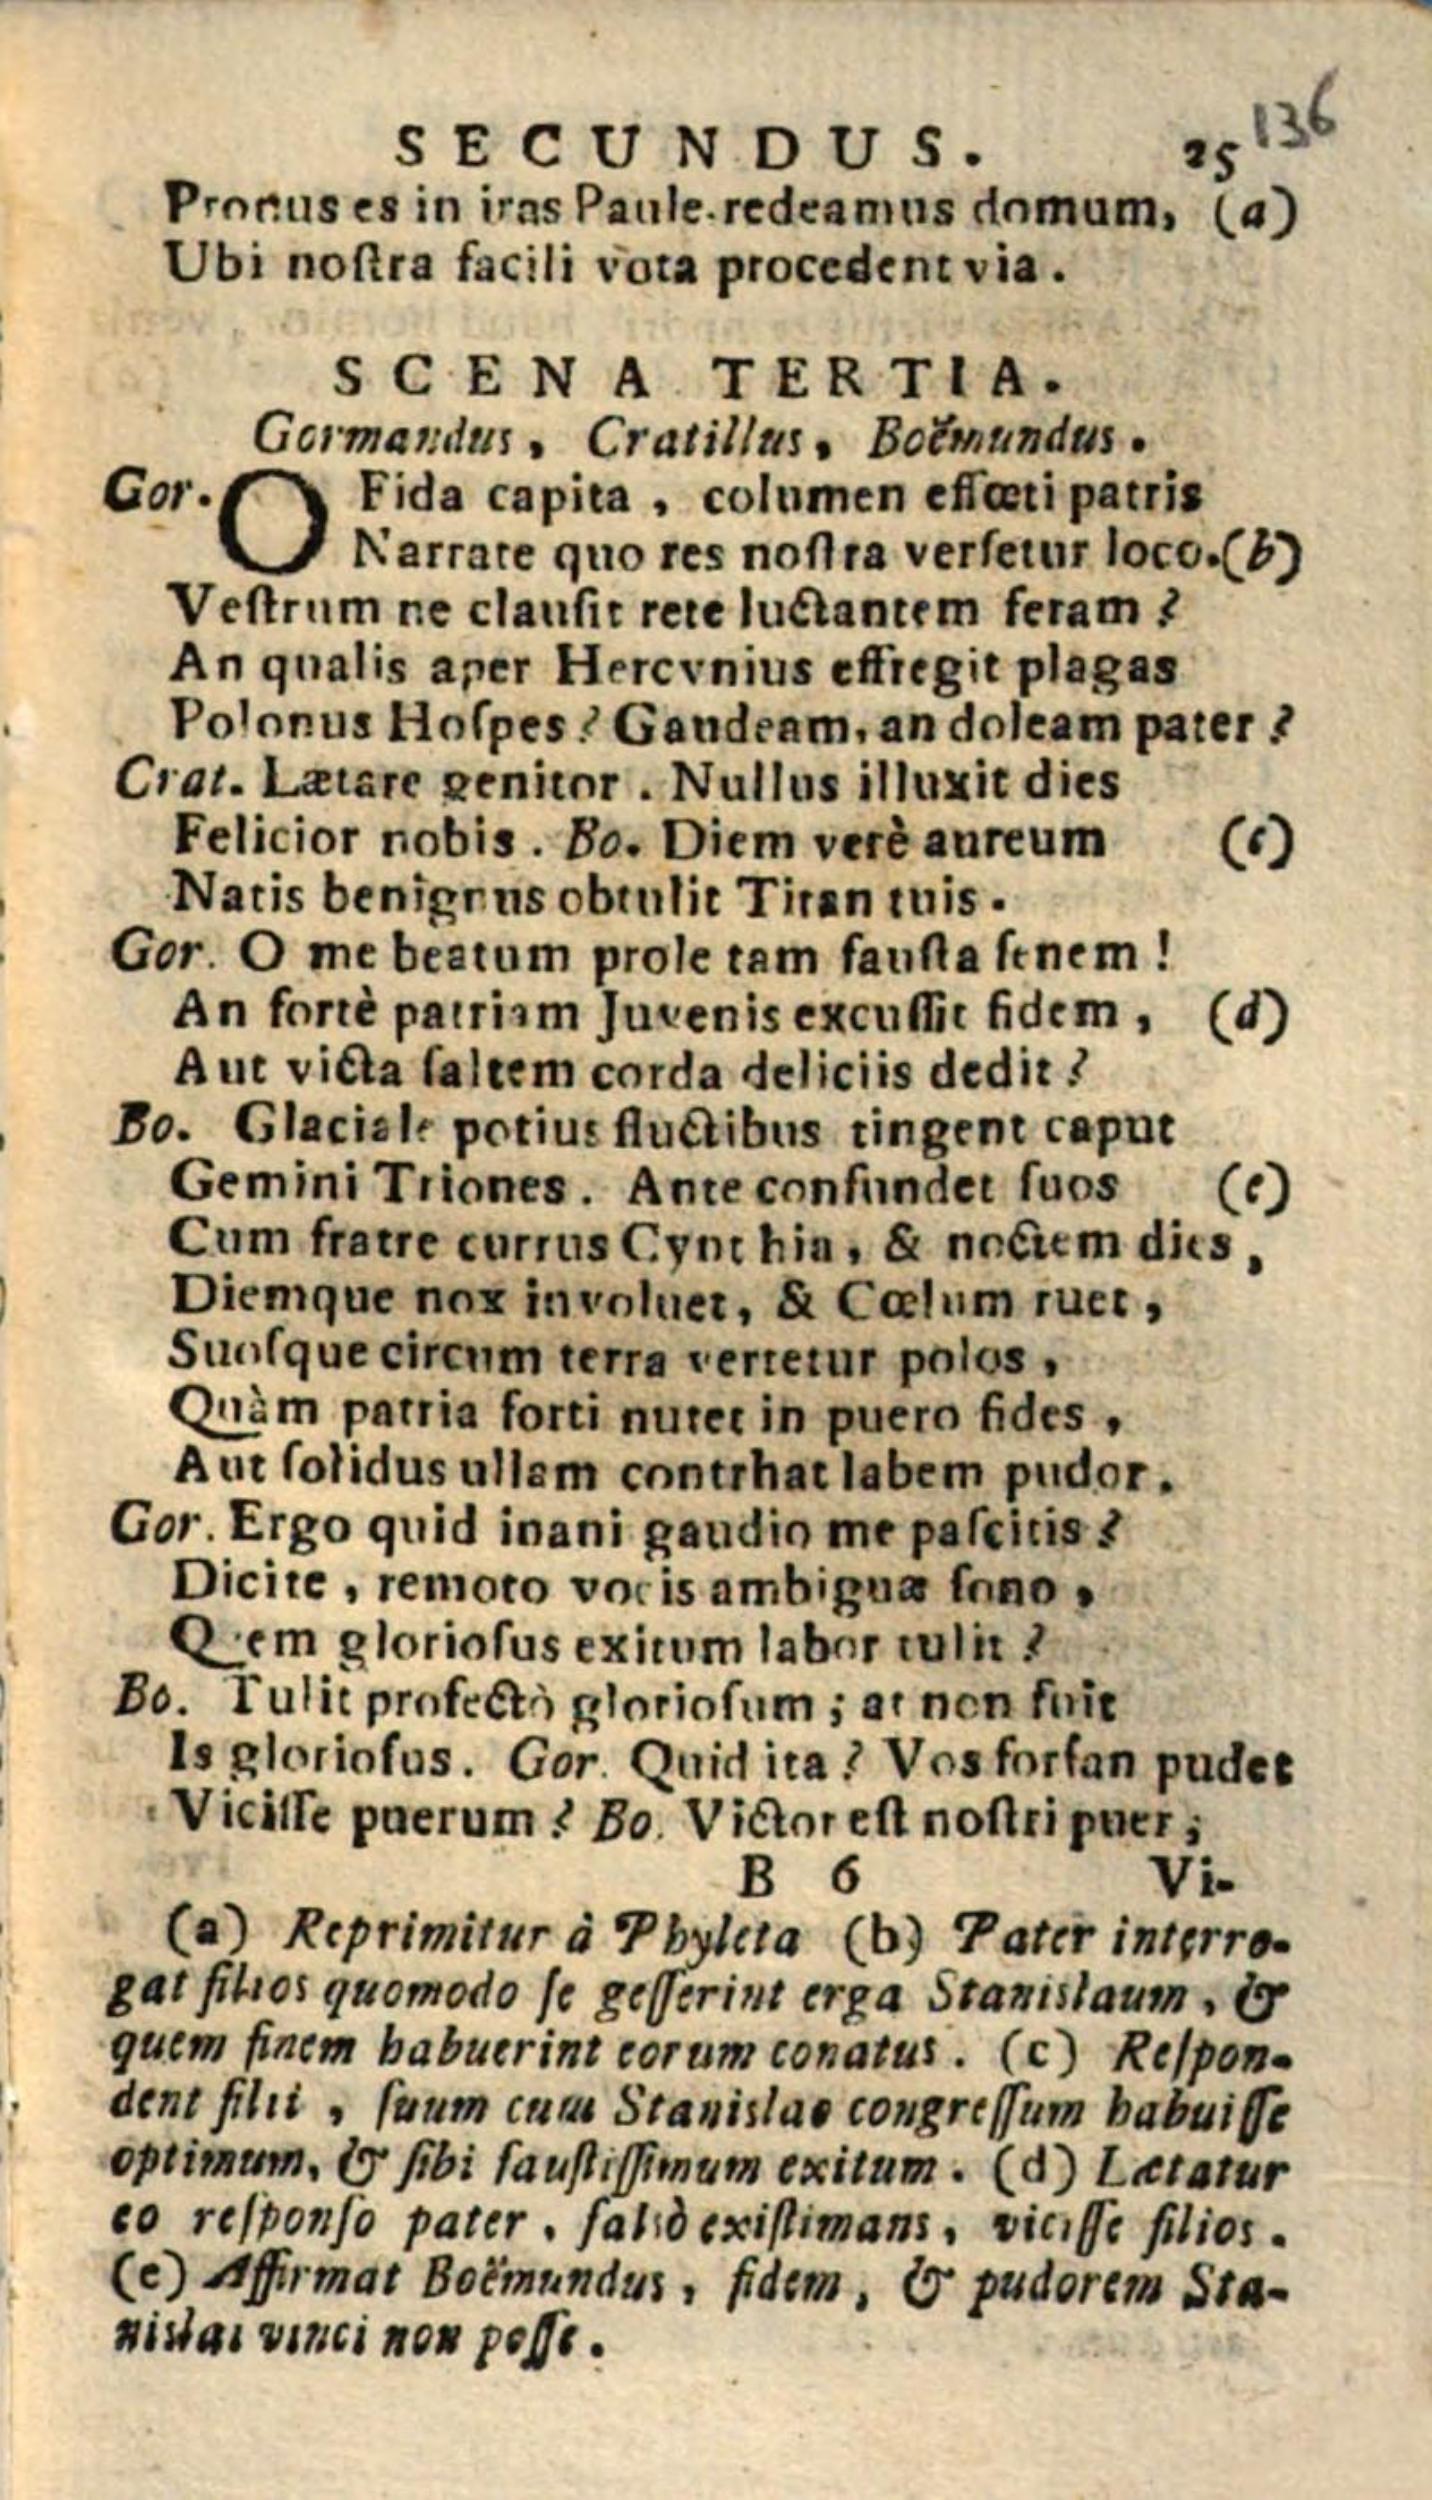 SECUNDUS. 25 136
Pronus es in iras Paule. redeamus domum, (a)
Ubi noſtra facili vota procedent via.
SCENA TERTIA.
Gormandus, Cratillus, Boëmundus.
Gor. O Fida capita, columen effœti patris
Narrate quo res noſtra verſetur loco. (b)
Veſtrum ne clauſit rete luctantem feram?
An qualis aper Hercynius effregit plagas
Polonus Hoſpes? Gaudeam, an doleam pater?
Crat. Lætare genitor. Nullus illuxit dies
Felicior nobis. Bo. Diem verè aureum (c)
Natis benignus obtulit Titan tuis.
Gor. O me beatum prole tam fauſta ſenem!
An fortè patriam Juvenis excuſſit fidem, (d)
Aut victa ſaltem corda deliciis dedit?
Bo. Glaciale potius fluctibus tingent caput
Gemini Triones. Ante confundet ſuos (e)
Cum fratre currus Cynthia, & noctem dies,
Diemque nox involuet, & Cœlum ruet,
Suoſque circum terra vertetur polos,
Quàm patria forti nutet in puero fides,
Aut ſolidus ullam contrhat labem pudor.
Gor. Ergo quid inani gaudio me paſcitis?
Dicite, remoto vocis ambiguæ ſono,
Quem glorioſus exitum labor tulit?
Bo. Tulit profectò glorioſum; at non fuit
Is glorioſus. Gor. Quid ita? Vos forſan pudet
Viciſſe puerum? Bo. Victor eſt noſtri puer;
B 6 Vi-
(a) Reprimitur à Phyleta (b) Pater interro-
gat filios quomodo ſe geſſerint erga Stanislaum, &
quem finem habuerint eorum conatus. (c) Reſpon-
dent filii, ſuum cum Stanislao congreſſum habuiſſe
optimum, & ſibi fauſtiſſimum exitum. (d) Lætatur
eo reſponſo pater, falsò exiſtimans, viciſſe filios.
(e) Affirmat Boëmundus, fidem, & pudorem Sta-
nislai vinci non poſſe.